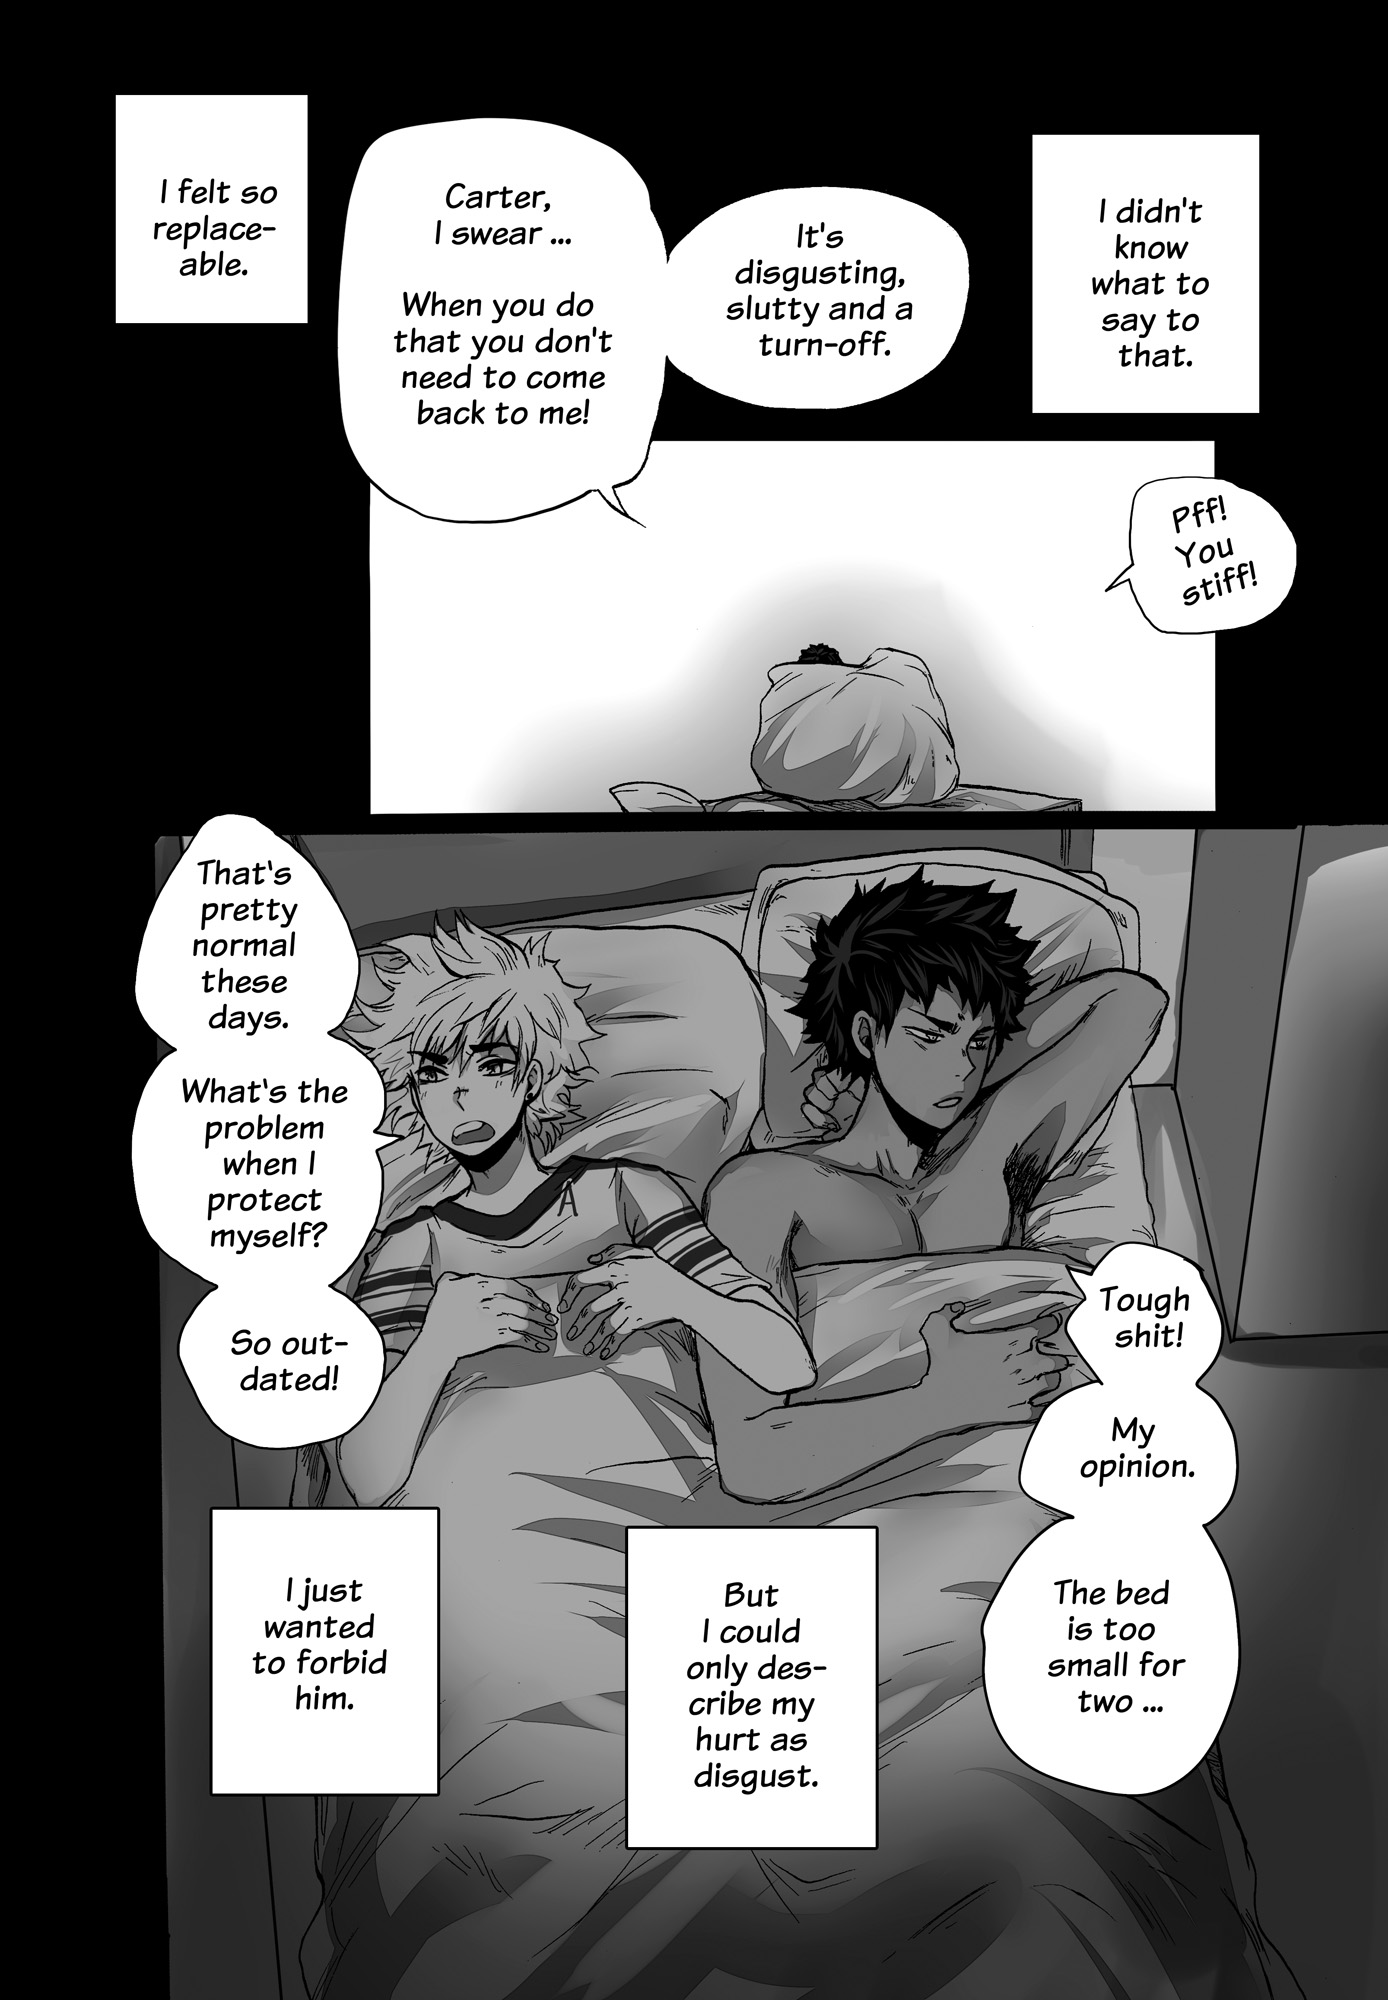 I felt so
replace-
able.
Carter,
I swear ...
When you do
that you don't
need to come
back to me!
It's
disgusting,
slutty and a
turn-off.
I didn't
know
what to
say to
that.
Pff!
You
stiff!
That's
pretty
normal
these
days.
What's the
problem
when I
protect
myself?
So out-
dated!
Tough
shit!
My
opinion.
The bed
is too
small for
two ...
I just
wanted
to forbid
him.
But
I could
only des-
cribe my
hurt as
disgust.